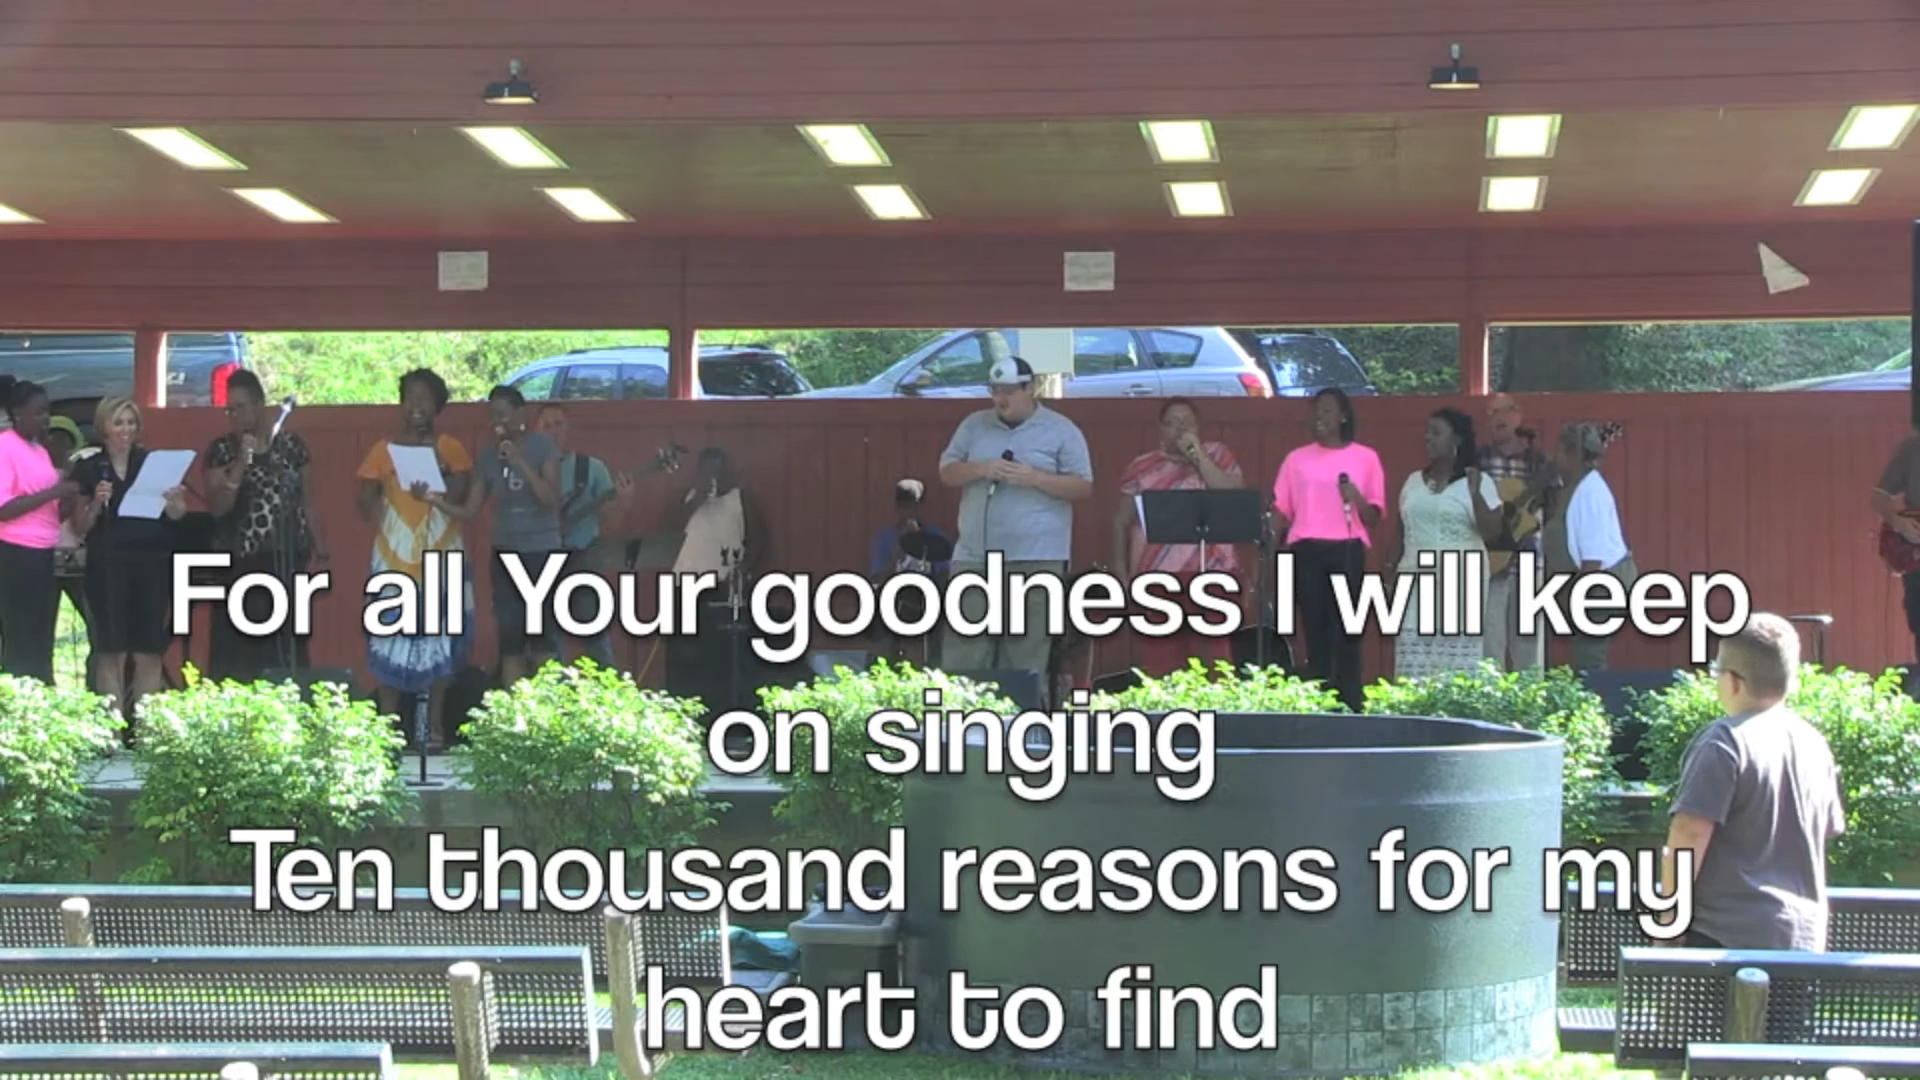 For all Your goodness I will keep
on singing
Ten thousand reasons for my
heart to find